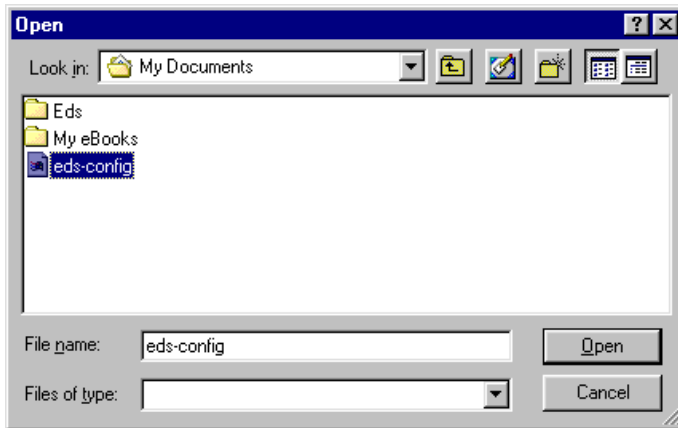 Open
Look in: My Documents
Eds
My eBooks
eds-config
File name: eds-config Open
Files of type: Cancel